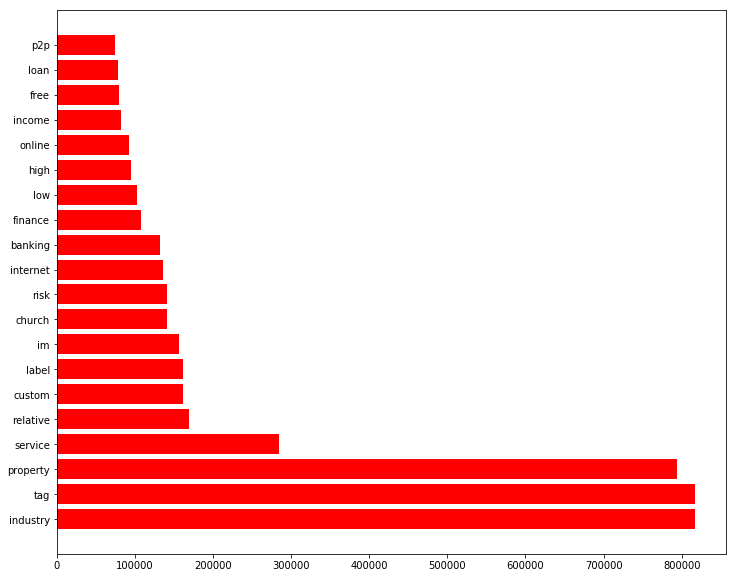 p2p
loan
free
income
online
high
low
finance
banking
internet
risk
church
im
label
custom
relative
service
property
tag
industry
0 100000 200000 300000 400000 500000 600000 700000 800000